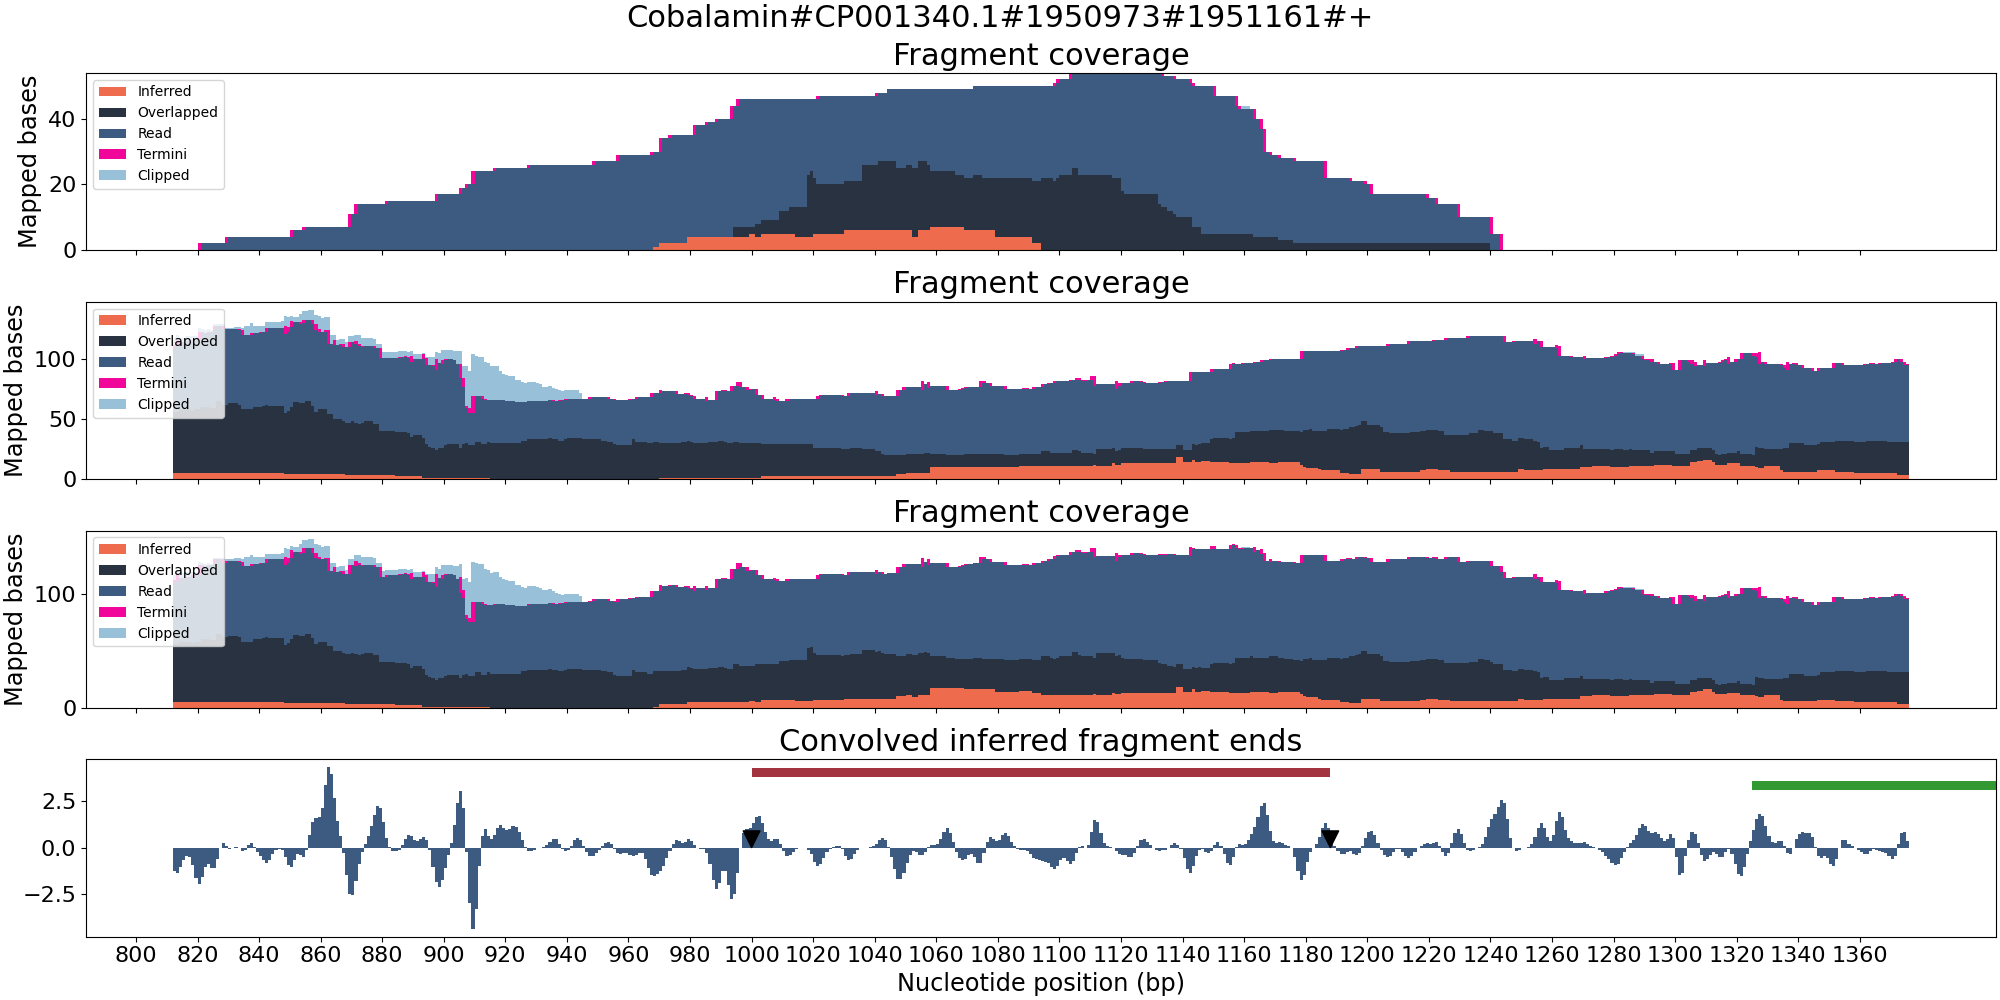 Cobalamin#CP001340.1#1950973#1951161#+
Fragment coverage
Mapped bases
40
20
0
Inferred
Overlapped
Read
Termini
Clipped
Fragment coverage
Mapped bases
100
50
0
Inferred
Overlapped
Read
Termini
Clipped
Fragment coverage
Mapped bases
100
0
Inferred
Overlapped
Read
Termini
Clipped
Convolved inferred fragment ends
2.5
0.0
−2.5
800 820 840 860 880 900 920 940 960 980 1000 1020 1040 1060 1080 1100 1120 1140 1160 1180 1200 1220 1240 1260 1280 1300 1320 1340 1360
Nucleotide position (bp)